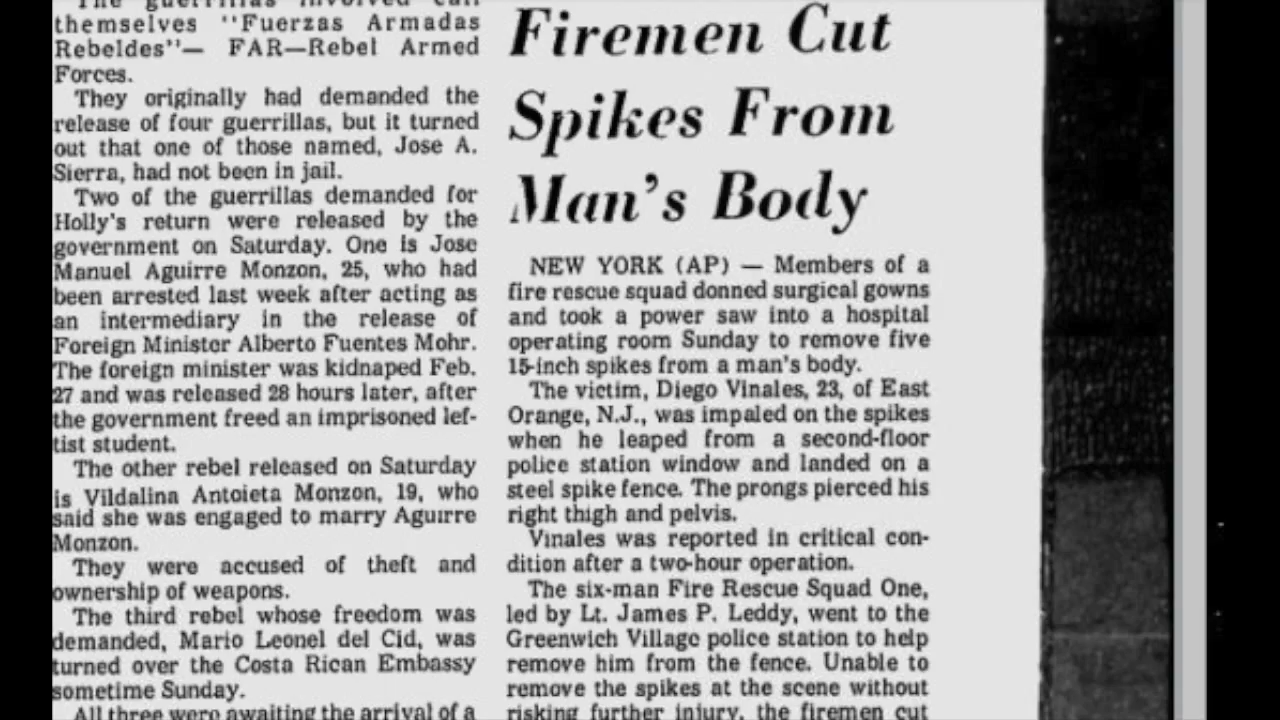 The guerrillas involved call
themselves "Fuerzas Armadas
Rebeldes"— FAR—Rebel Armed
Forces.
They originally had demanded the
release of four guerrillas, but it turned
out that one of those named, Jose A.
Sierra, had not been in jail.
Two of the guerrillas demanded for
Holly's return were released by the
government on Saturday. One is Jose
Manuel Aguirre Monzon, 25, who had
been arrested last week after acting as
an intermediary in the release of
Foreign Minister Alberto Fuentes Mohr.
The foreign minister was kidnaped Feb.
27 and was released 28 hours later, after
the government freed an imprisoned lef-
tist student.
The other rebel released on Saturday
is Vildalina Antoieta Monzon, 19, who
said she was engaged to marry Aguirre
Monzon.
They were accused of theft and
ownership of weapons.
The third rebel whose freedom was
demanded, Mario Leonel del Cid, was
turned over the Costa Rican Embassy
sometime Sunday.
All three were awaiting the arrival of a
Firemen Cut
Spikes From
Man's Body
NEW YORK (AP) — Members of a
fire rescue squad donned surgical gowns
and took a power saw into a hospital
operating room Sunday to remove five
15-inch spikes from a man's body.
The victim, Diego Vinales, 23, of East
Orange, N.J., was impaled on the spikes
when he leaped from a second-floor
police station window and landed on a
steel spike fence. The prongs pierced his
right thigh and pelvis.
Vinales was reported in critical con-
dition after a two-hour operation.
The six-man Fire Rescue Squad One,
led by Lt. James P. Leddy, went to the
Greenwich Village police station to help
remove him from the fence. Unable to
remove the spikes at the scene without
risking further injury, the firemen cut